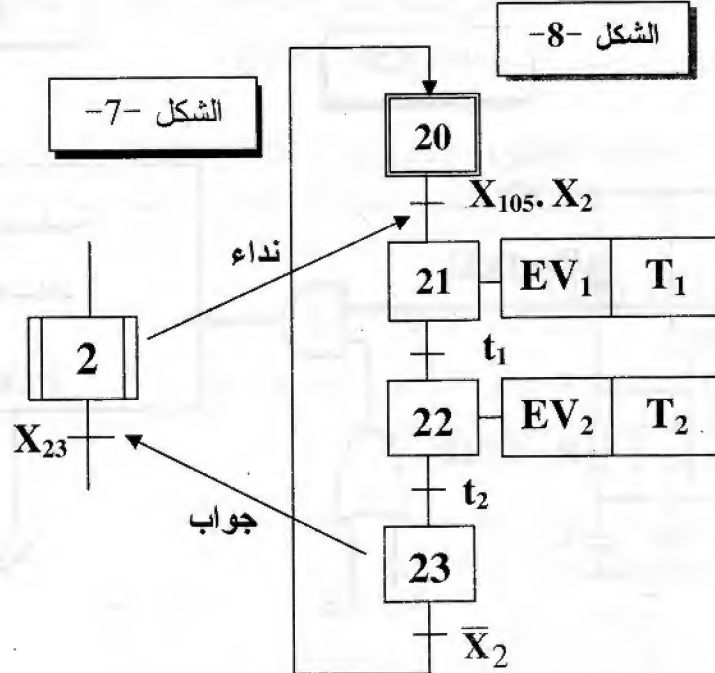 الشكل -8-
الشكل -7-
20
X₁₀₅. X₂
نداء
21 EV₁ T₁
2
t₁
22 EV₂ T₂
X₂₃
t₂
جواب
23
X̅₂